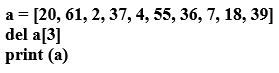 a = [20, 61, 2, 37, 4, 55, 36, 7, 18, 39]
del a[3]
print (a)